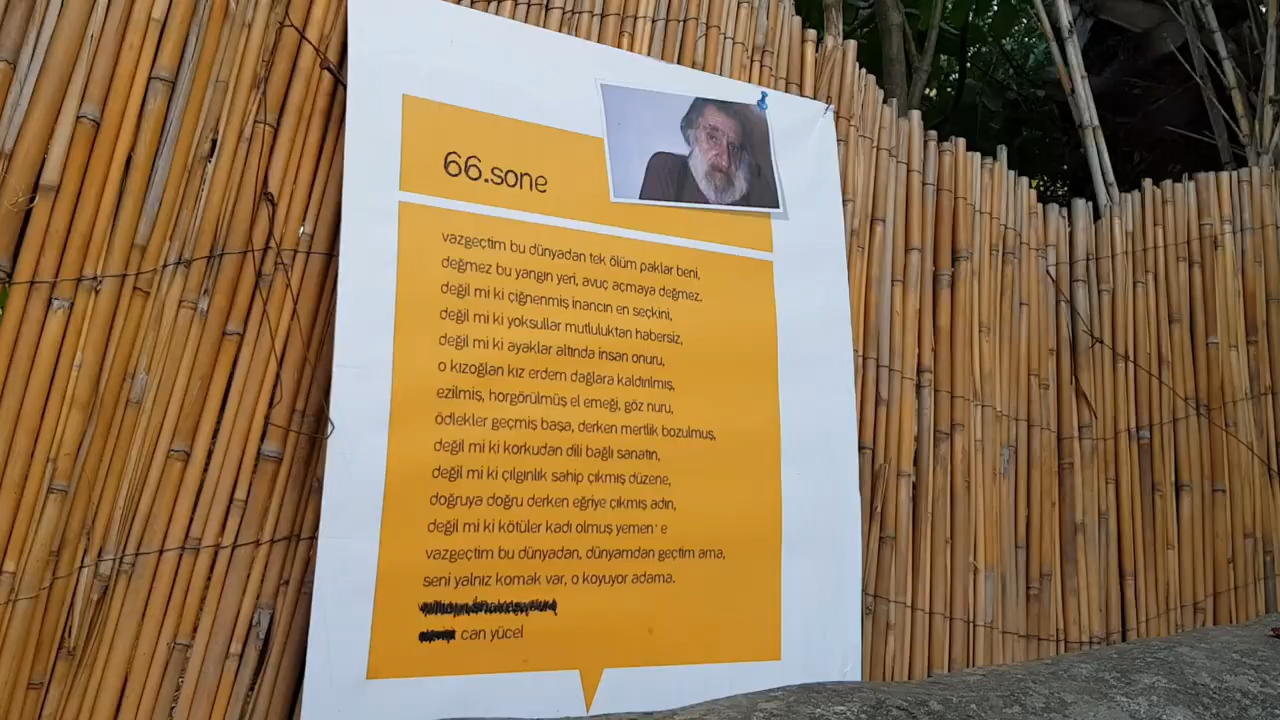 66.sone
vazgeçtim bu dünyadan tek ölüm paklar beni,
değmez bu yangın yeri, avuç açmaya değmez.
değil mi ki çiğnenmiş inancın en seçkini,
değil mi ki yoksullar mutluluktan habersiz,
değil mi ki ayaklar altında insan onuru,
o kızoğlan kız erdem dağlara kaldırılmış,
ezilmiş, horgörülmüş el emeği, göz nuru,
ödlekler geçmiş başa, derken mertlik bozulmuş,
değil mi ki korkudan dili bağlı sanatın,
değil mi ki çılgınlık sahip çıkmış düzene,
doğruya doğru derken eğriye çıkmış adın,
değil mi ki kötüler kadı olmuş yemen' e
vazgeçtim bu dünyadan, dünyamdan geçtim ama,
seni yalnız komak var, o koyuyor adama.
can yücel